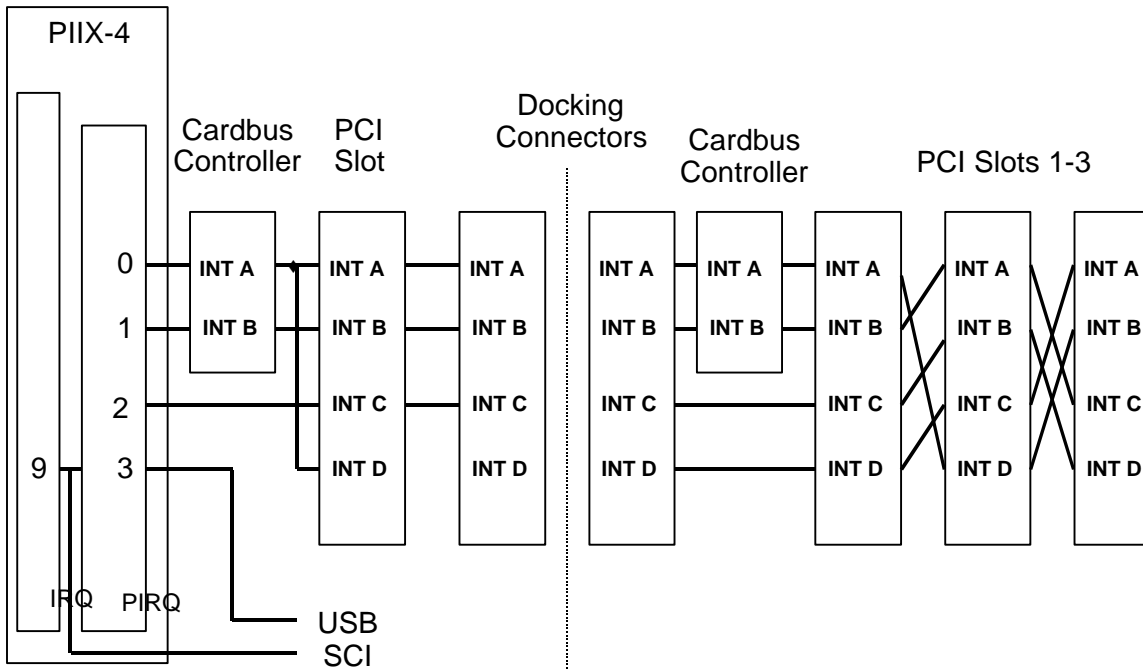 PIIX-4
Docking
Connectors
Cardbus
Controller
PCI
Slot
Cardbus
Controller
PCI Slots 1-3
0
INT A
INT A
INT A
INT A
INT A
INT A
INT A
INT A
1
INT B
INT B
INT B
INT B
INT B
INT B
INT B
INT B
2
INT C
INT C
INT C
INT C
INT C
INT C
9
3
INT D
INT D
INT D
INT D
INT D
INT D
IRQ
PIRQ
USB
SCI